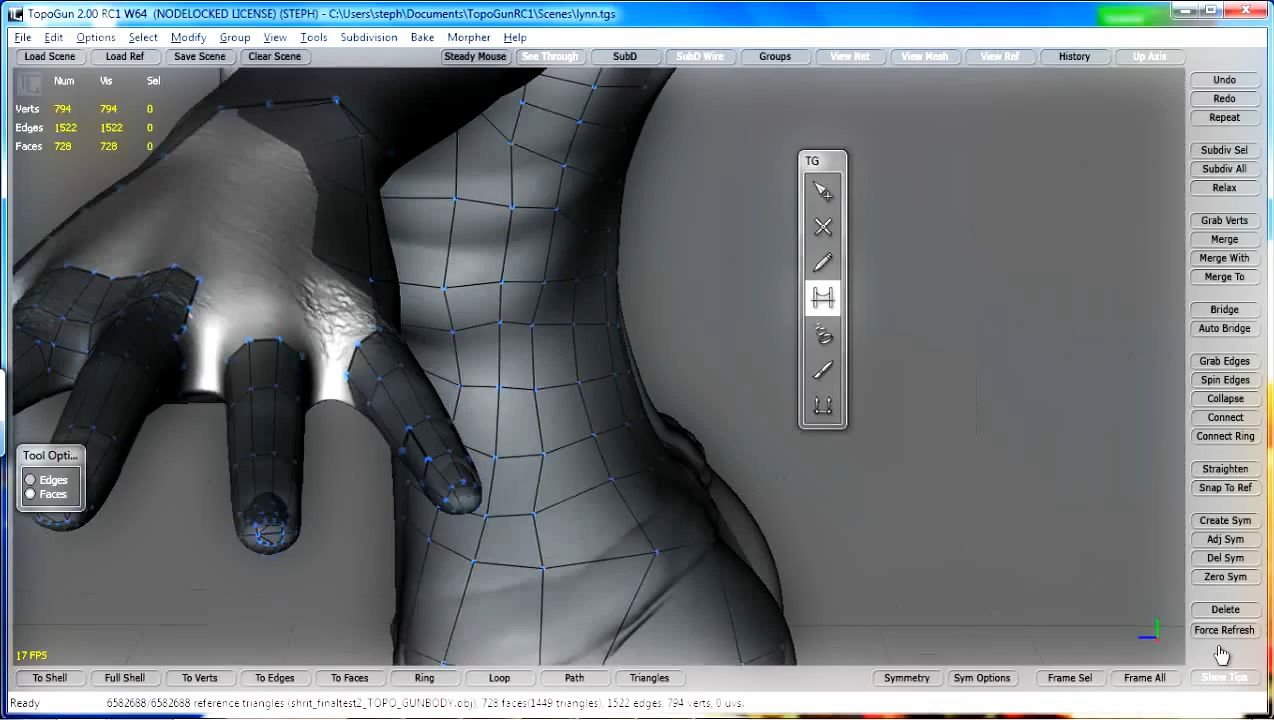 TopoGun 2.00 RC1 W64 (NODELOCKED LICENSE) (STEPH) - C:\Users\steph\Documents\TopoGunRC1\Scenes\lynn.tgs
File Edit Options Select Modify Group View Tools Subdivision Bake Morpher Help
Load Scene Load Ref Save Scene Clear Scene Steady Mouse See Through SubD SubD Wire Groups View Net View Mesh View Ref History Up Axis
Num Vis Sel
Verts 794 794 0
Edges 1522 1522 0
Faces 728 728 0
TG
Undo
Redo
Repeat
Subdiv Sel
Subdiv All
Relax
Grab Verts
Merge
Merge With
Merge To
Bridge
Auto Bridge
Grab Edges
Spin Edges
Collapse
Connect
Connect Ring
Straighten
Snap To Ref
Create Sym
Adj Sym
Del Sym
Zero Sym
Delete
Force Refresh
Show Tips
Tool Opti...
Edges
Faces
17 FPS
To Shell Full Shell To Verts To Edges To Faces Ring Loop Path Triangles Symmetry Sym Options Frame Sel Frame All
Ready 6582688/6582688 reference triangles (shrit_finaltest2_TOPO_GUNBODY.obj), 728 faces(1449 triangles), 1522 edges, 794 verts, 0 uvs.